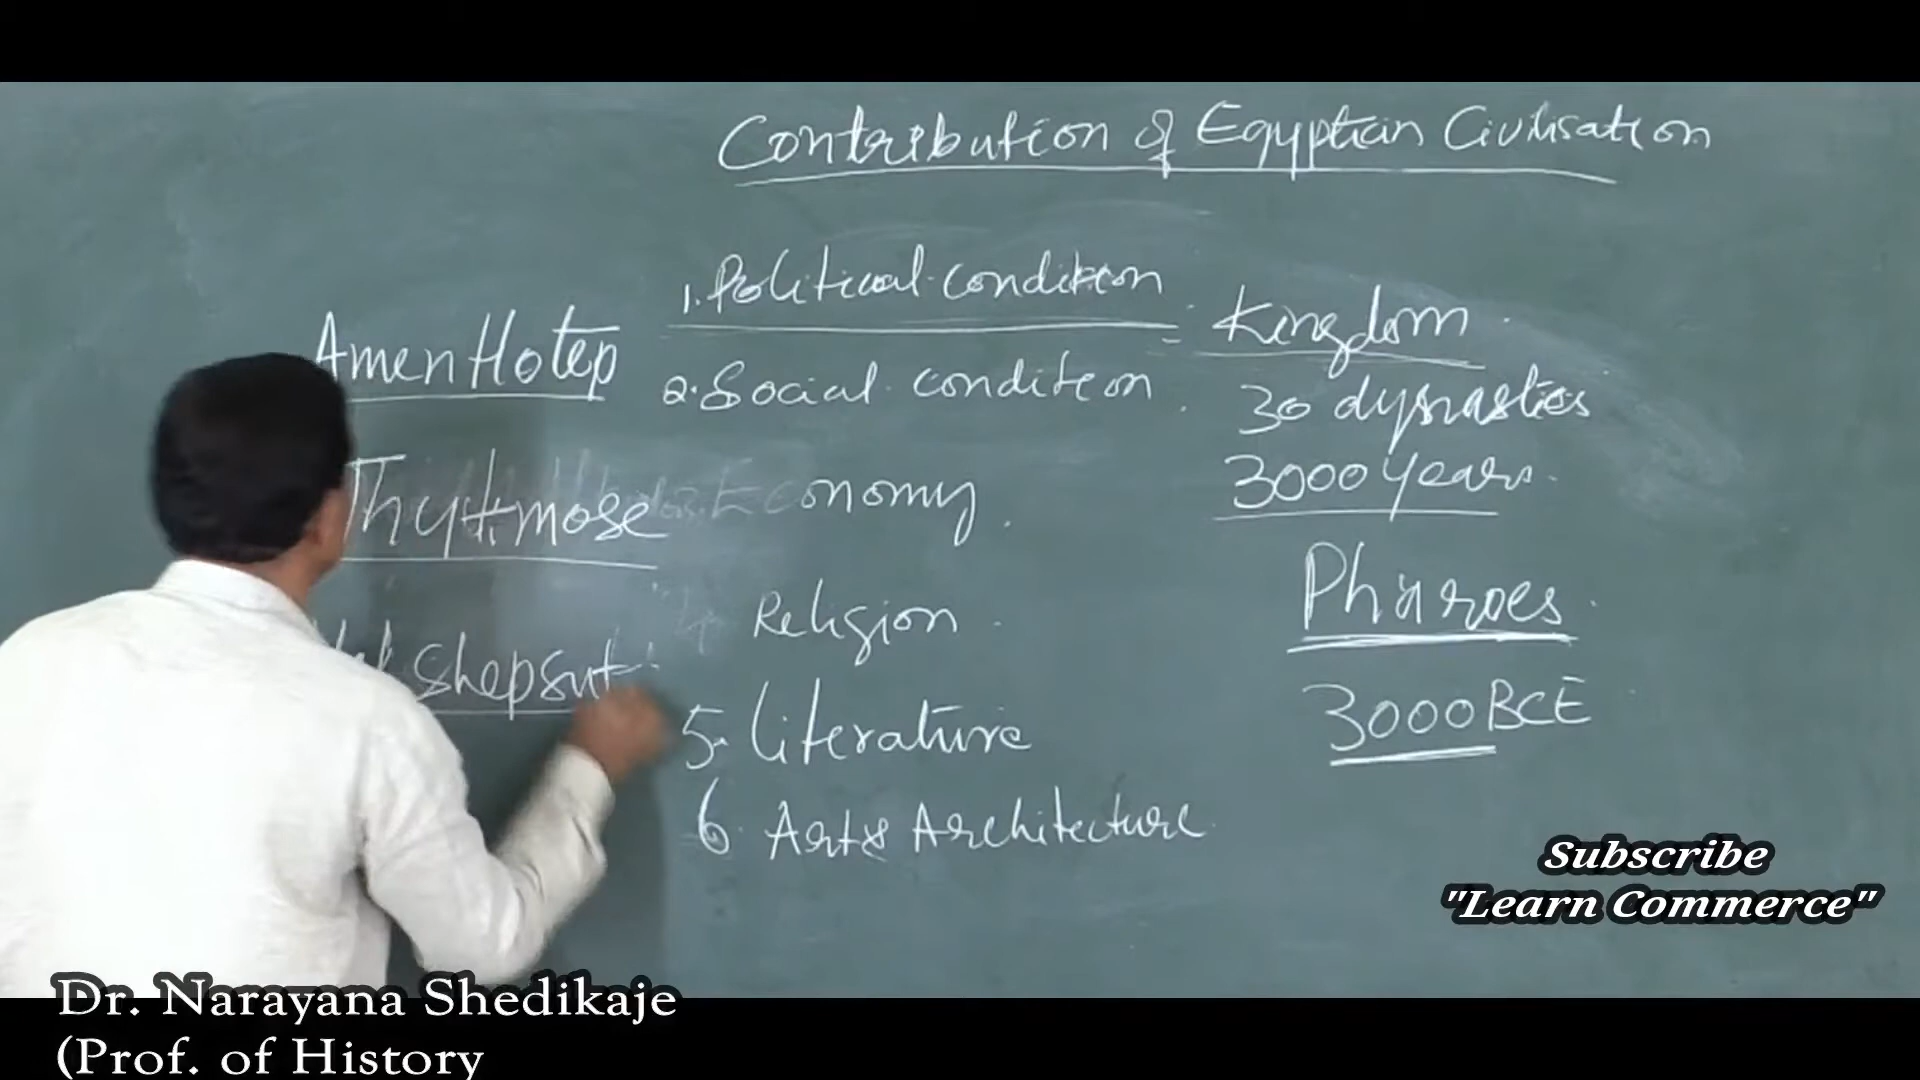 Contribution of Egyptian Civilisation
1. Political condition
2. Social condition
Economy
Religion
5. Literature
6. Art & Architecture
Kingdom
30 dynasties
3000 years
Pharoes
3000 BCE
AmenHotep
Thytmose
shepsut
Subscribe
"Learn Commerce"
Dr. Narayana Shedikaje
(Prof. of History